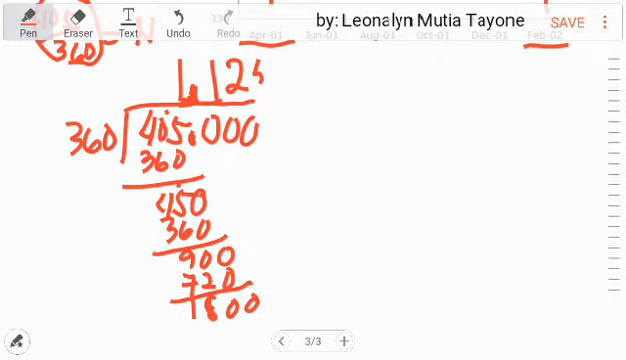 Pen
Eraser
Text
Undo
Redo
by: Leonalyn Mutia Tayone
SAVE
Apr-01
Jun-01
Aug-01
Oct-01
Dec-01
Feb-02
360
1.125
360 405.000
360
450
360
900
720
1800
3/3